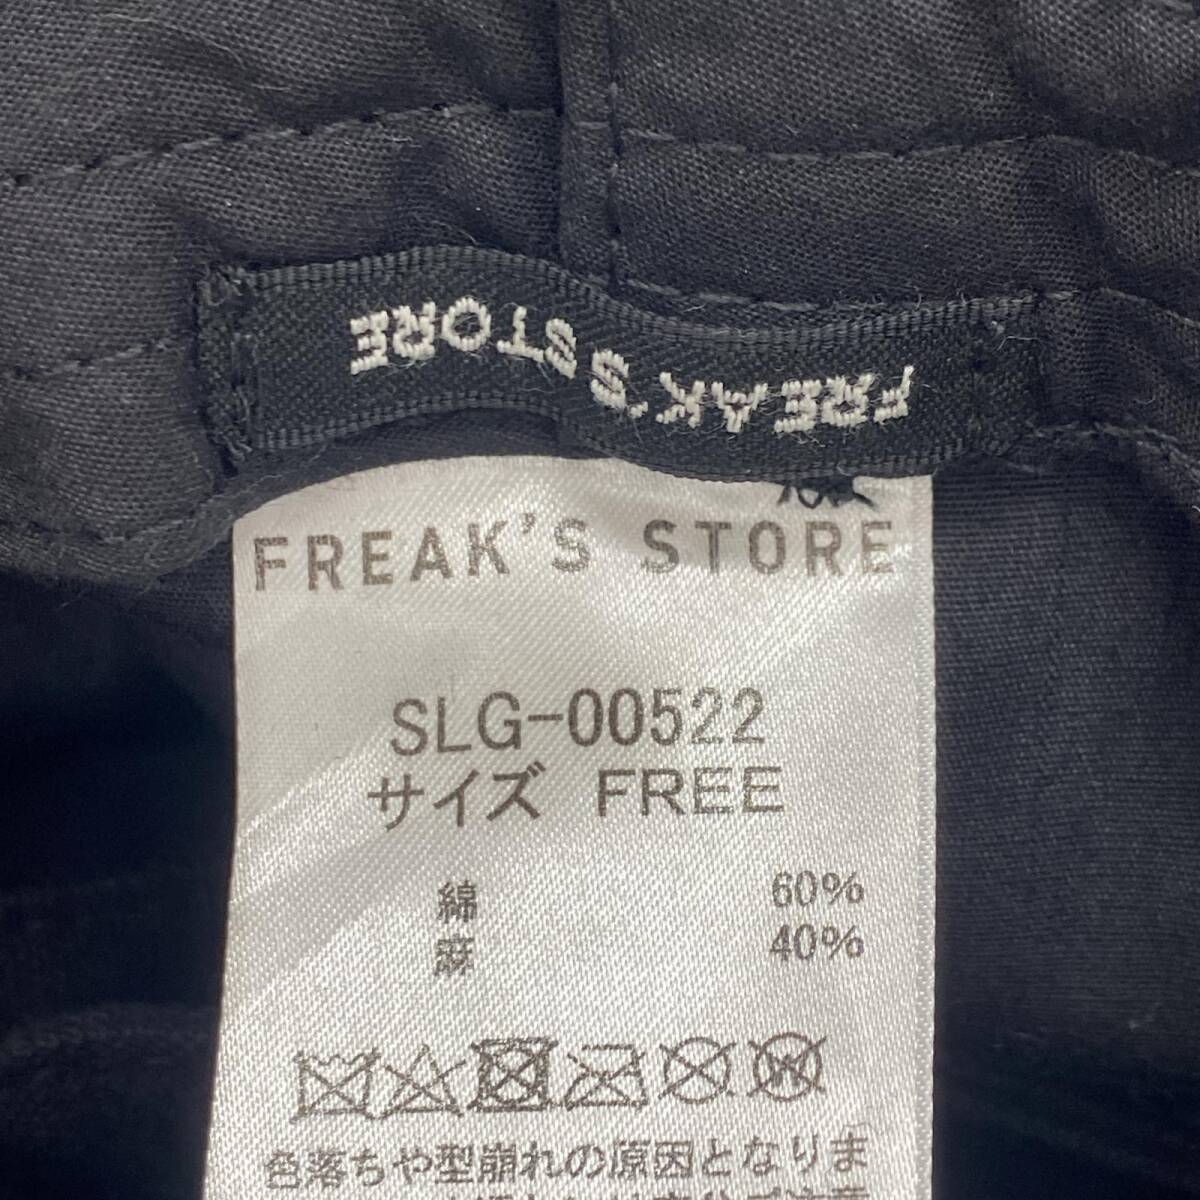 FREAK'S STORE
FREAK'S STORE
SLG-00522
サイズ FREE
綿 60%
麻 40%
色落ちや型崩れの原因となりま